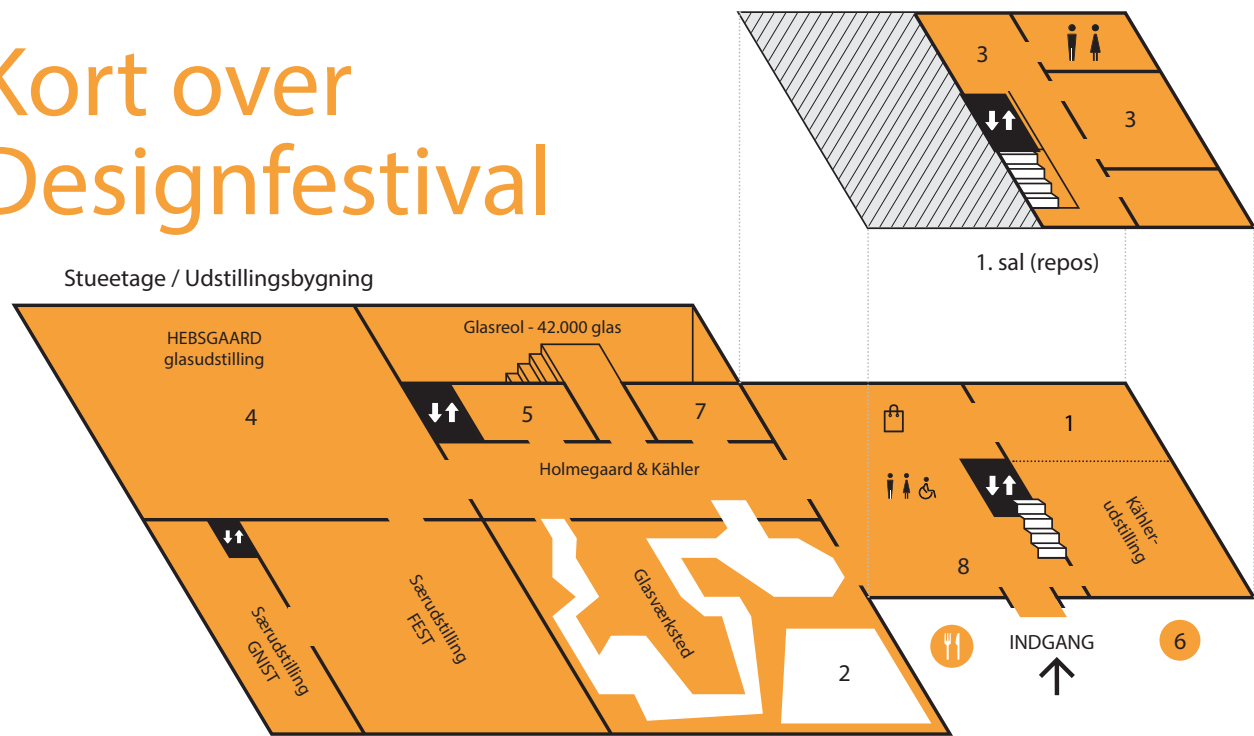 Kort over
Designfestival
3
3
1. sal (repos)
Stueetage / Udstillingsbygning
HEBSGAARD
glasudstilling
Glasreol - 42.000 glas
4
5
7
1
Holmegaard & Kähler
Kähler-
udstilling
8
Særudstilling
GNIST
Særudstilling
FEST
Glasværksted
2
INDGANG
6